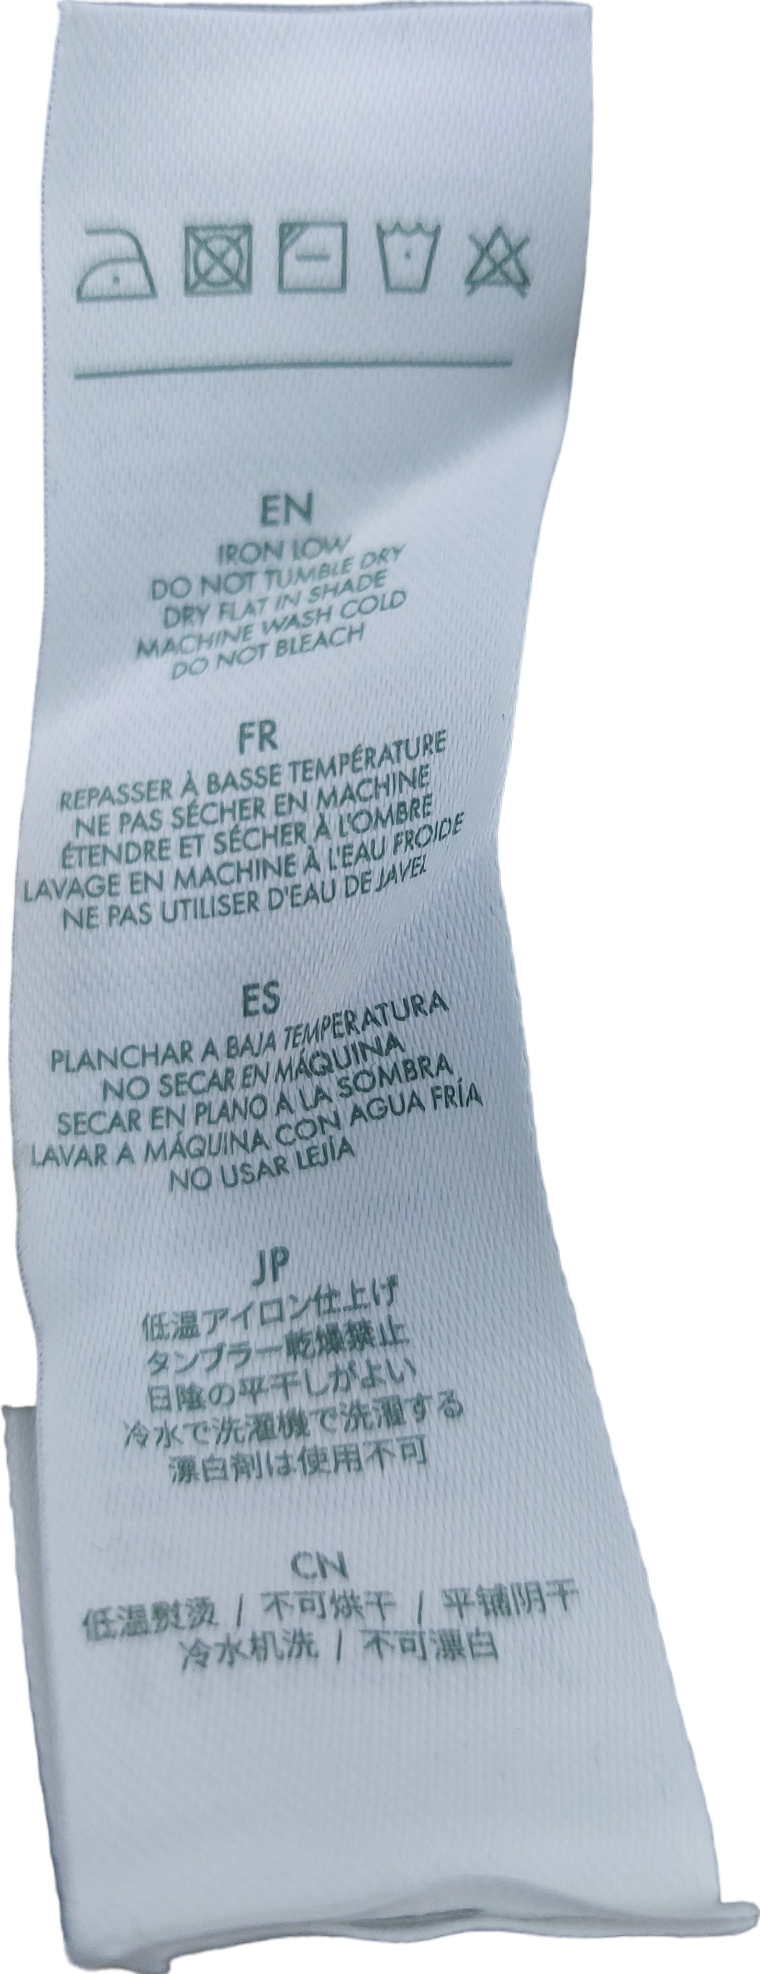 EN
IRON LOW
DO NOT TUMBLE DRY
DRY FLAT IN SHADE
MACHINE WASH COLD
DO NOT BLEACH
FR
REPASSER À BASSE TEMPÉRATURE
NE PAS SÉCHER EN MACHINE
ÉTENDRE ET SÉCHER À L'OMBRE
LAVAGE EN MACHINE À L'EAU FROIDE
NE PAS UTILISER D'EAU DE JAVEL
ES
PLANCHAR A BAJA TEMPERATURA
NO SECAR EN MÁQUINA
SECAR EN PLANO A LA SOMBRA
LAVAR A MÁQUINA CON AGUA FRÍA
NO USAR LEJÍA
JP
低温アイロン仕上げ
タンブラー乾燥禁止
日陰の平干しがよい
冷水で洗濯機で洗濯する
漂白剤は使用不可
CN
低温熨烫 / 不可烘干 / 平铺阴干
冷水机洗 / 不可漂白